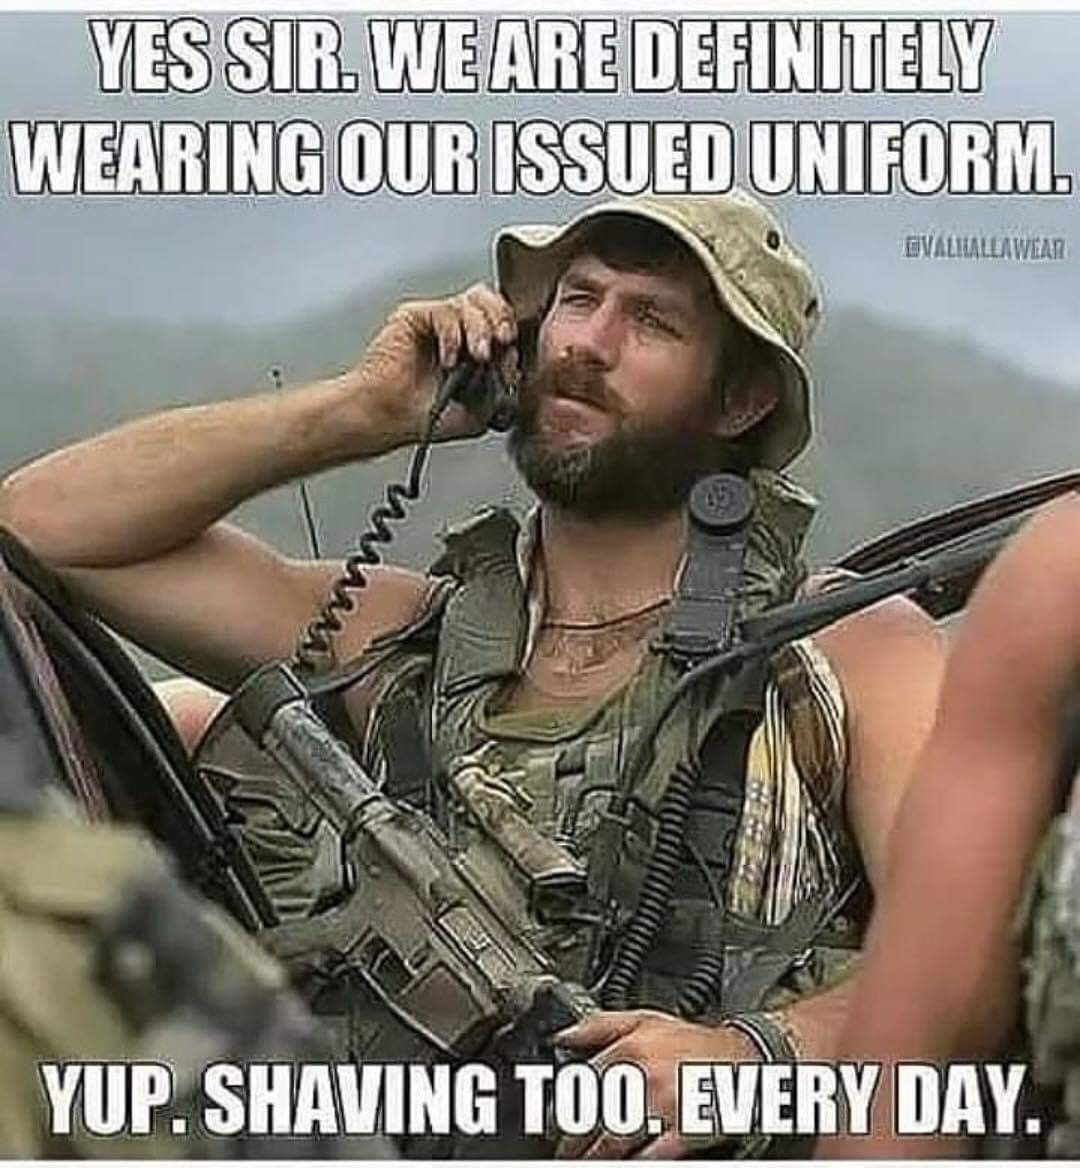 YES SIR. WE ARE DEFINITELY
WEARING OUR ISSUED UNIFORM.
@VALHALLAWEAR
YUP. SHAVING TOO. EVERY DAY.